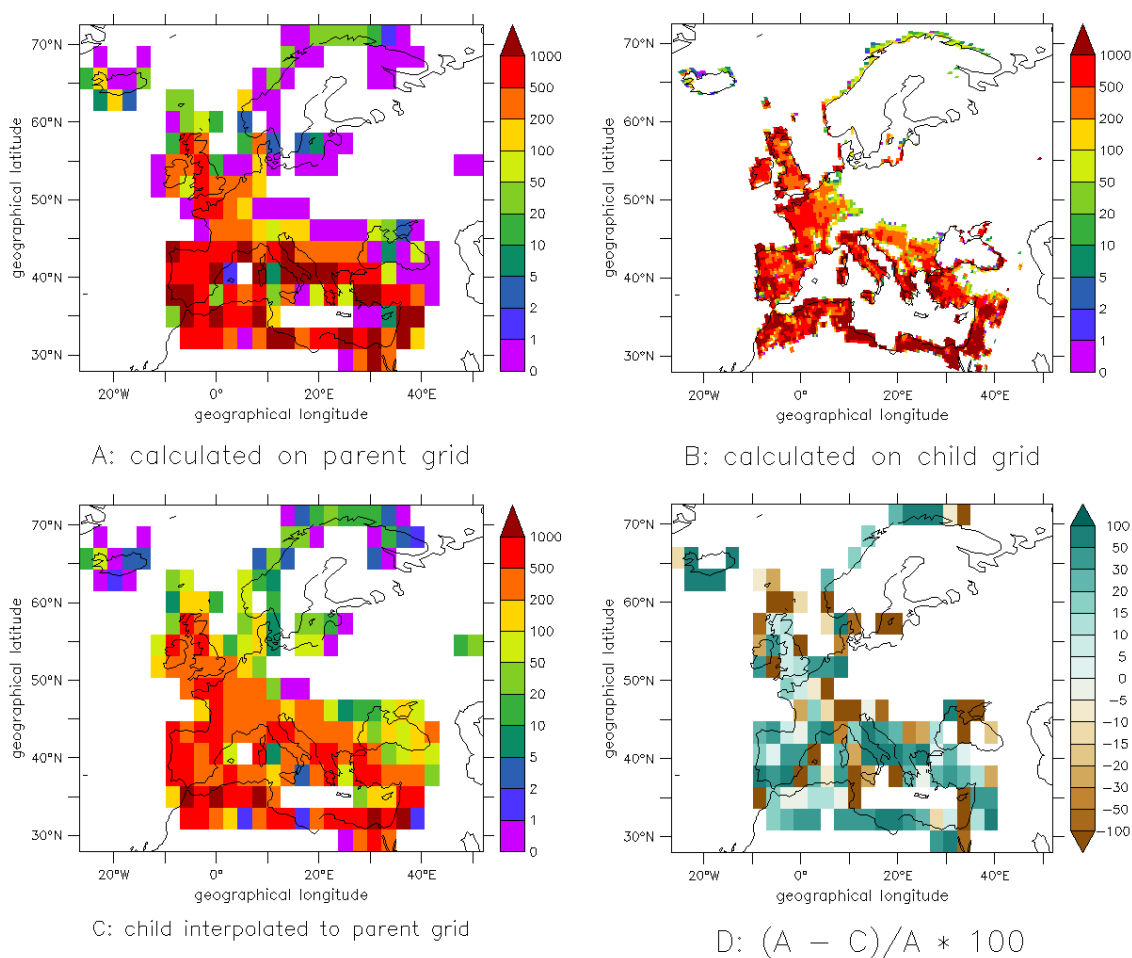 70°N
60°N
50°N
40°N
30°N
geographical latitude
20°W
0°
20°E
40°E
geographical longitude
1000
500
200
100
50
20
10
5
2
1
0
A: calculated on parent grid
70°N
60°N
50°N
40°N
30°N
geographical latitude
20°W
0°
20°E
40°E
geographical longitude
1000
500
200
100
50
20
10
5
2
1
0
B: calculated on child grid
70°N
60°N
50°N
40°N
30°N
geographical latitude
20°W
0°
20°E
40°E
geographical longitude
1000
500
200
100
50
20
10
5
2
1
0
C: child interpolated to parent grid
70°N
60°N
50°N
40°N
30°N
geographical latitude
20°W
0°
20°E
40°E
geographical longitude
100
50
30
20
15
10
5
0
−5
−10
−15
−20
−30
−50
−100
D: (A − C)/A * 100